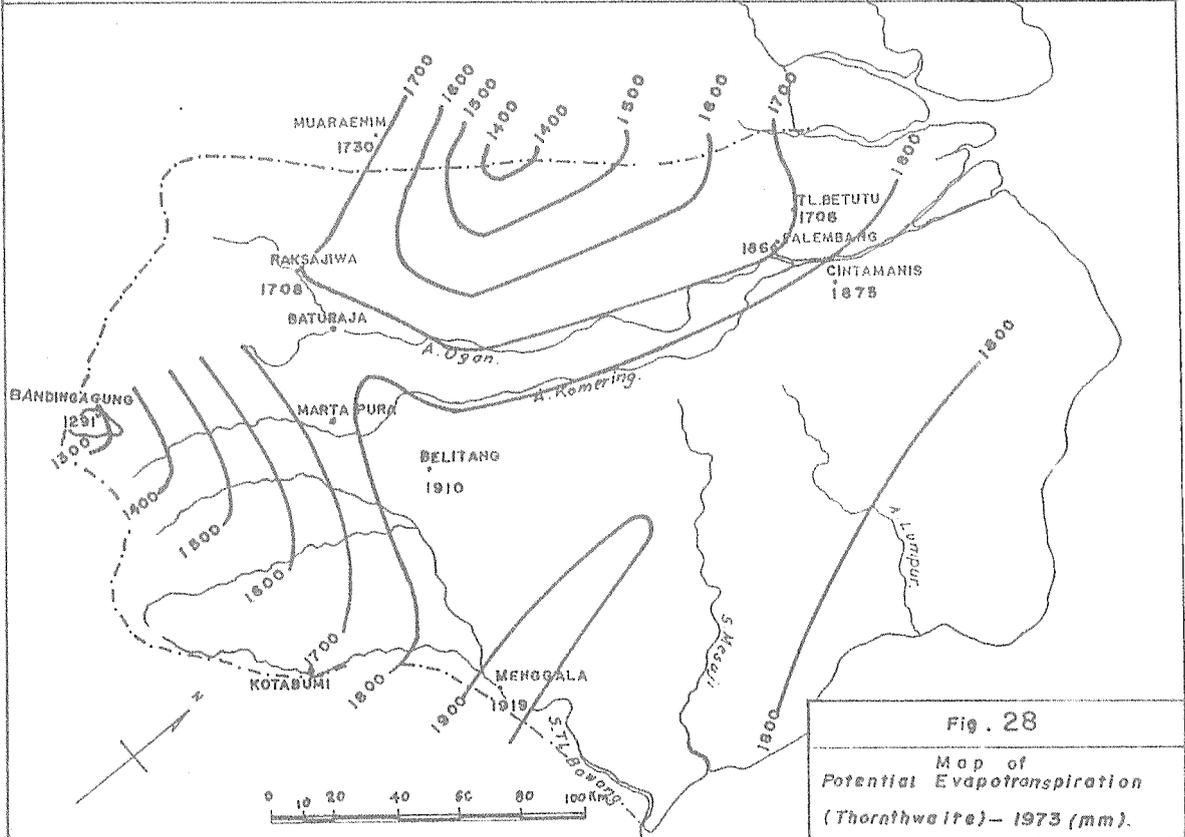 1700
1600
1500
1400
1400
1500
1600
1700
1800
MUARAENIM
1730
TL.BETUTU
1706
PALEMBANG
186
CINTAMANIS
1875
RAKSAJIWA
1708
BATURAJA
A.Ogan.
A.Komering.
1800
BANDINGAGUNG
1291
1300
MARTAPURA
BELITANG
1910
1400
1500
1600
1700
1800
KOTABUMI
1900
MENGGALA
1919
S.TL.Bawang.
S.Mesuji
A.Lumpur.
1800
N
0 10 20 40 60 80 100 Km
Fig. 28
Map of
Potential Evapotranspiration
(Thornthwaite)- 1973 (mm).